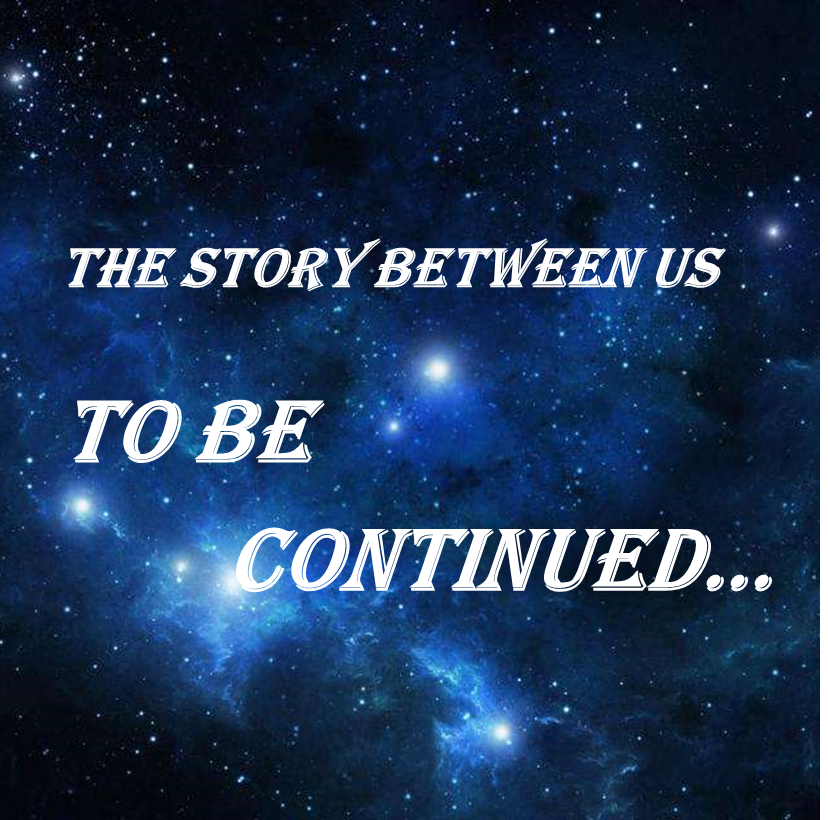 THE STORY BETWEEN US
TO BE
CONTINUED...